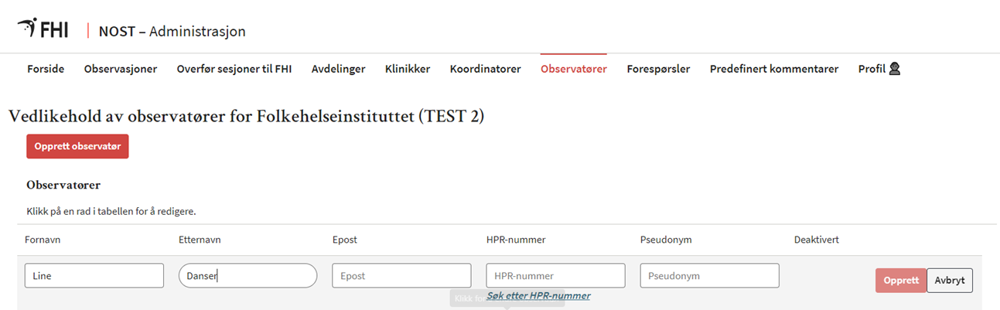 FHI NOST – Administrasjon
Forside Observasjoner Overfør sesjoner til FHI Avdelinger Klinikker Koordinatorer Observatører Forespørsler Predefinert kommentarer Profil
Vedlikehold av observatører for Folkehelseinstituttet (TEST 2)
Opprett observatør
Observatører
Klikk på en rad i tabellen for å redigere.
Fornavn Etternavn Epost HPR-nummer Pseudonym Deaktivert
Line Danser Epost HPR-nummer Pseudonym Opprett Avbryt
Klikk for Søk etter HPR-nummer